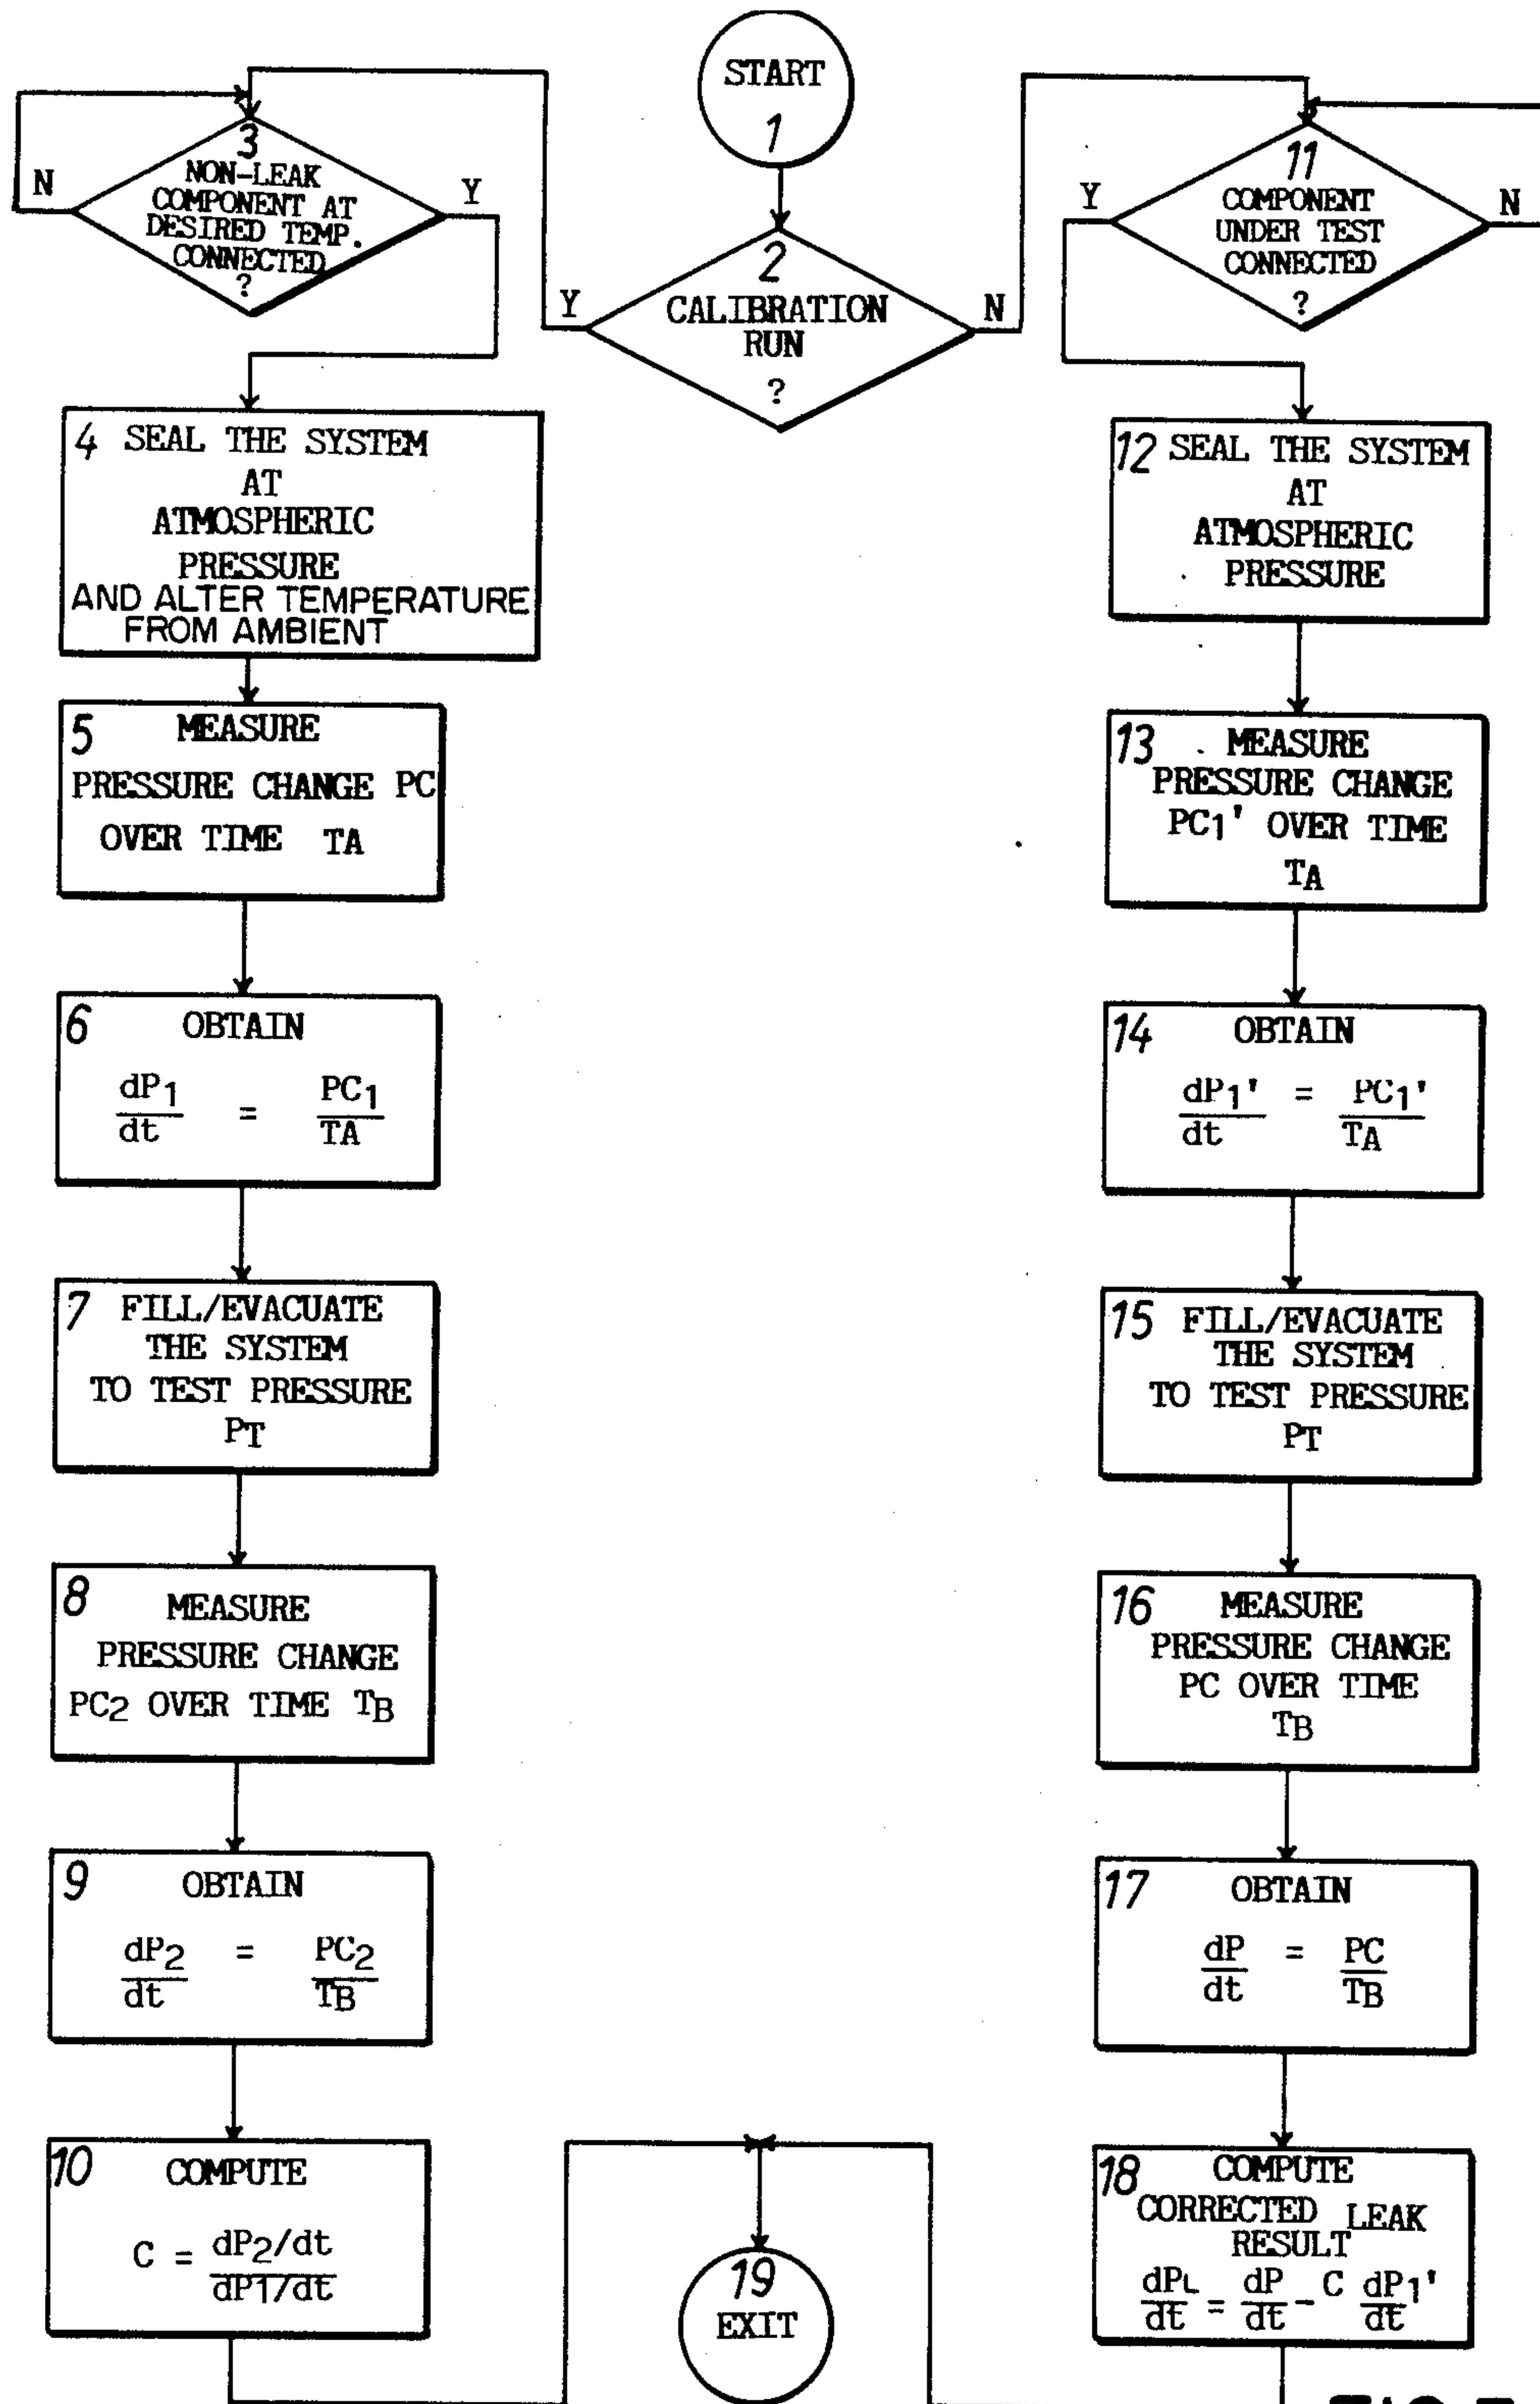 START
1
2
CALIBRATION
RUN
?
Y
N
3
NON-LEAK
COMPONENT AT
DESIRED TEMP.
CONNECTED
?
N
Y
4 SEAL THE SYSTEM
AT
ATMOSPHERIC
PRESSURE
AND ALTER TEMPERATURE
FROM AMBIENT
5 MEASURE
PRESSURE CHANGE PC
OVER TIME TA
6 OBTAIN
dP1/dt = PC1/TA
7 FILL/EVACUATE
THE SYSTEM
TO TEST PRESSURE
PT
8 MEASURE
PRESSURE CHANGE
PC2 OVER TIME TB
9 OBTAIN
dP2/dt = PC2/TB
10 COMPUTE
C = dP2/dt
dP1/dt
11
COMPONENT
UNDER TEST
CONNECTED
?
Y
N
12 SEAL THE SYSTEM
AT
ATMOSPHERIC
PRESSURE
13 MEASURE
PRESSURE CHANGE
PC1' OVER TIME
TA
14 OBTAIN
dP1'/dt = PC1'/TA
15 FILL/EVACUATE
THE SYSTEM
TO TEST PRESSURE
PT
16 MEASURE
PRESSURE CHANGE
PC OVER TIME
TB
17 OBTAIN
dP/dt = PC/TB
18 COMPUTE
CORRECTED LEAK
RESULT
dPL/dt = dP/dt - C dP1'/dt
19
EXIT